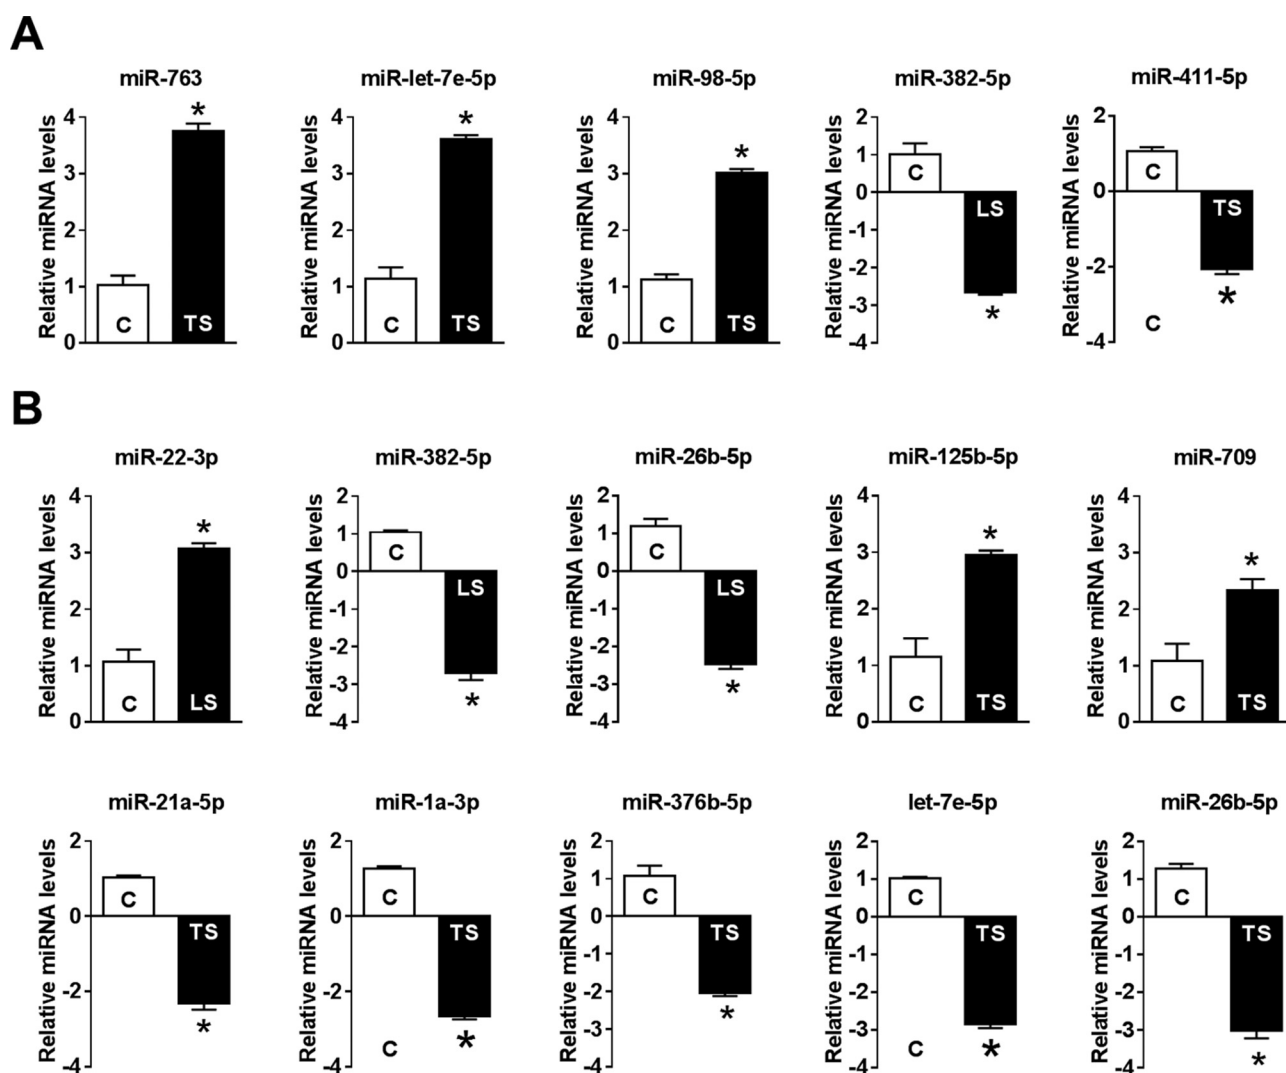 A
miR-763
miR-let-7e-5p
miR-98-5p
miR-382-5p
miR-411-5p
Relative miRNA levels
4
3
2
1
0
C
TS
*
Relative miRNA levels
4
3
2
1
0
C
TS
*
Relative miRNA levels
4
3
2
1
0
C
TS
*
Relative miRNA levels
2
1
0
-1
-2
-3
-4
C
LS
*
Relative miRNA levels
2
0
-2
-4
C
TS
*
C
B
miR-22-3p
miR-382-5p
miR-26b-5p
miR-125b-5p
miR-709
Relative miRNA levels
4
3
2
1
0
C
LS
*
Relative miRNA levels
2
1
0
-1
-2
-3
-4
C
LS
*
Relative miRNA levels
2
1
0
-1
-2
-3
-4
C
LS
*
Relative miRNA levels
4
3
2
1
0
C
TS
*
Relative miRNA levels
4
3
2
1
0
C
TS
*
miR-21a-5p
miR-1a-3p
miR-376b-5p
let-7e-5p
miR-26b-5p
Relative miRNA levels
2
0
-2
-4
C
TS
*
Relative miRNA levels
2
0
-2
-4
C
TS
*
C
Relative miRNA levels
2
1
0
-1
-2
-3
-4
C
TS
*
Relative miRNA levels
2
1
0
-1
-2
-3
-4
C
TS
*
C
Relative miRNA levels
2
1
0
-1
-2
-3
-4
C
TS
*